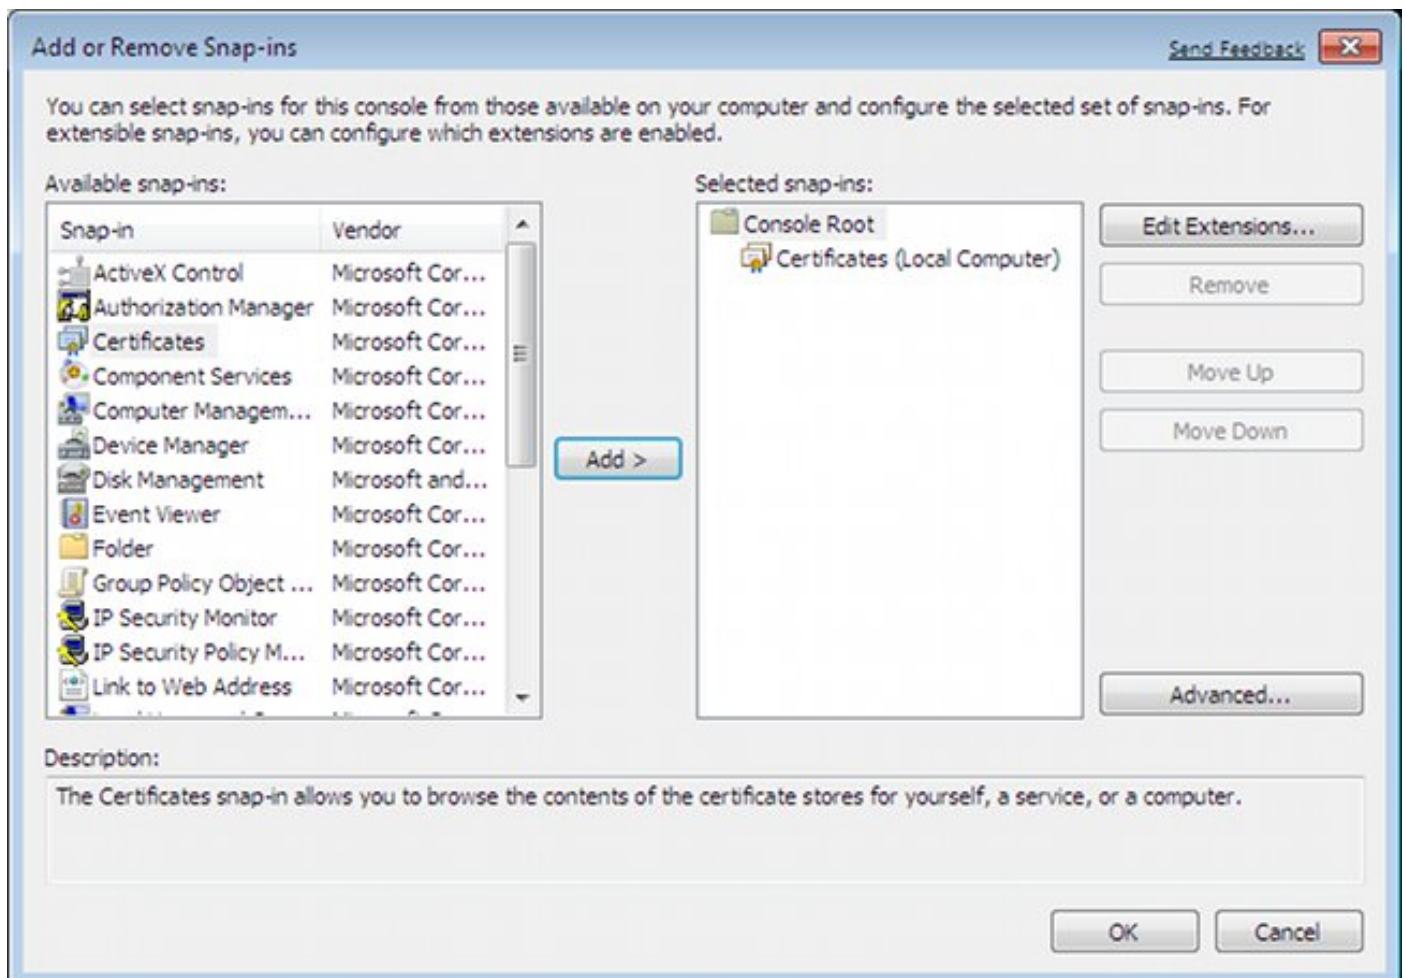 Add or Remove Snap-ins
Send Feedback
You can select snap-ins for this console from those available on your computer and configure the selected set of snap-ins. For
extensible snap-ins, you can configure which extensions are enabled.
Available snap-ins:
Snap-in Vendor
ActiveX Control Microsoft Cor...
Authorization Manager Microsoft Cor...
Certificates Microsoft Cor...
Component Services Microsoft Cor...
Computer Managem... Microsoft Cor...
Device Manager Microsoft Cor...
Disk Management Microsoft and...
Event Viewer Microsoft Cor...
Folder Microsoft Cor...
Group Policy Object ... Microsoft Cor...
IP Security Monitor Microsoft Cor...
IP Security Policy M... Microsoft Cor...
Link to Web Address Microsoft Cor...
Add >
Selected snap-ins:
Console Root
Certificates (Local Computer)
Edit Extensions...
Remove
Move Up
Move Down
Advanced...
Description:
The Certificates snap-in allows you to browse the contents of the certificate stores for yourself, a service, or a computer.
OK
Cancel